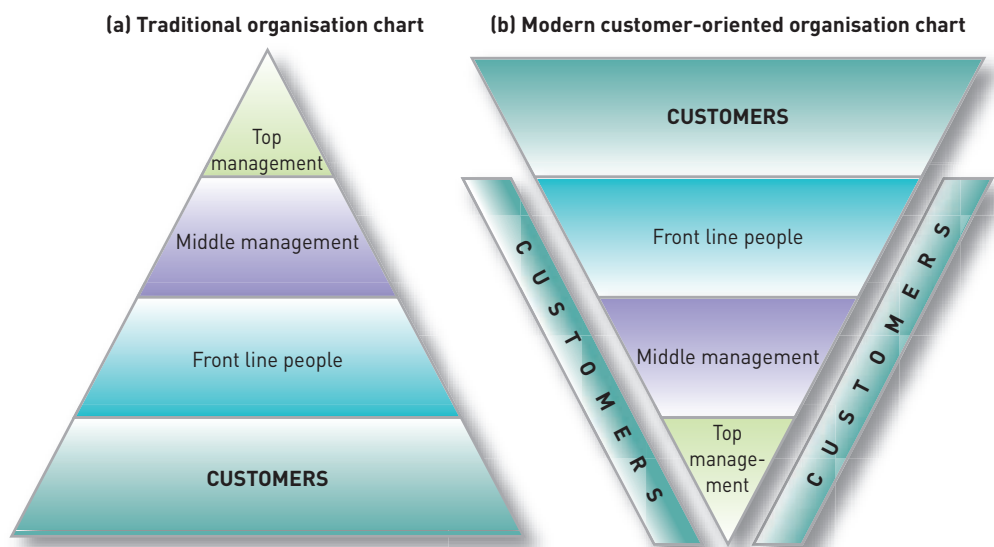 (a) Traditional organisation chart
Top
management
Middle management
Front line people
CUSTOMERS
(b) Modern customer-oriented organisation chart
CUSTOMERS
Front line people
Middle management
Top
manage-
ment
CUSTOMERS
CUSTOMERS